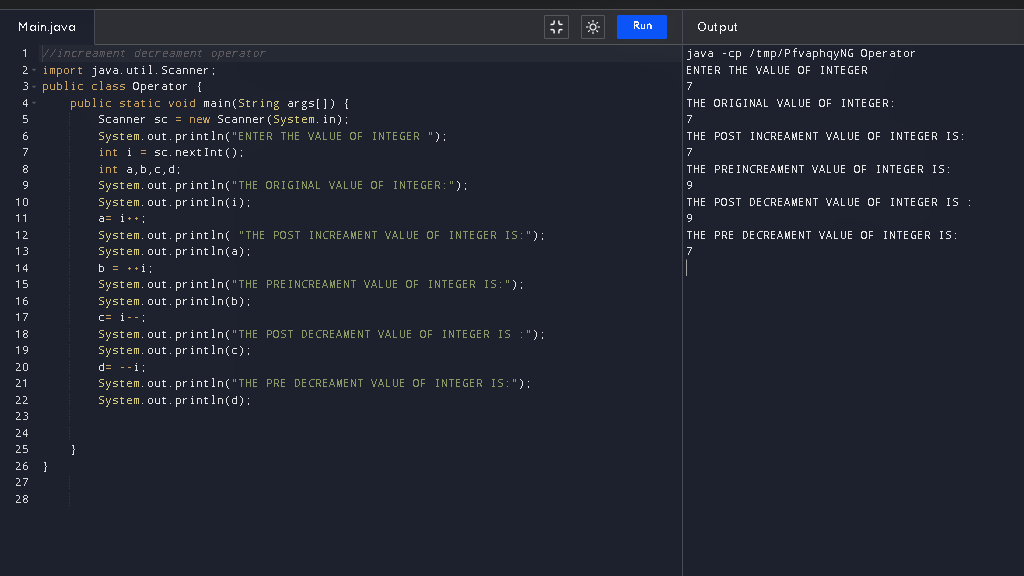 Main.java
Run
Output
1 //increament decreament operator
2 import java.util.Scanner;
3 public class Operator {
4 public static void main(String args[]) {
5 Scanner sc = new Scanner(System.in);
6 System.out.println("ENTER THE VALUE OF INTEGER ");
7 int i = sc.nextInt();
8 int a,b,c,d;
9 System.out.println("THE ORIGINAL VALUE OF INTEGER:");
10 System.out.println(i);
11 a= i++;
12 System.out.println( "THE POST INCREAMENT VALUE OF INTEGER IS:");
13 System.out.println(a);
14 b = ++i;
15 System.out.println("THE PREINCREAMENT VALUE OF INTEGER IS:");
16 System.out.println(b);
17 c= i--;
18 System.out.println("THE POST DECREAMENT VALUE OF INTEGER IS :");
19 System.out.println(c);
20 d= --i;
21 System.out.println("THE PRE DECREAMENT VALUE OF INTEGER IS:");
22 System.out.println(d);
23
24
25 }
26 }
27
28
java -cp /tmp/PfvaphqyNG Operator
ENTER THE VALUE OF INTEGER
7
THE ORIGINAL VALUE OF INTEGER:
7
THE POST INCREAMENT VALUE OF INTEGER IS:
7
THE PREINCREAMENT VALUE OF INTEGER IS:
9
THE POST DECREAMENT VALUE OF INTEGER IS :
9
THE PRE DECREAMENT VALUE OF INTEGER IS:
7